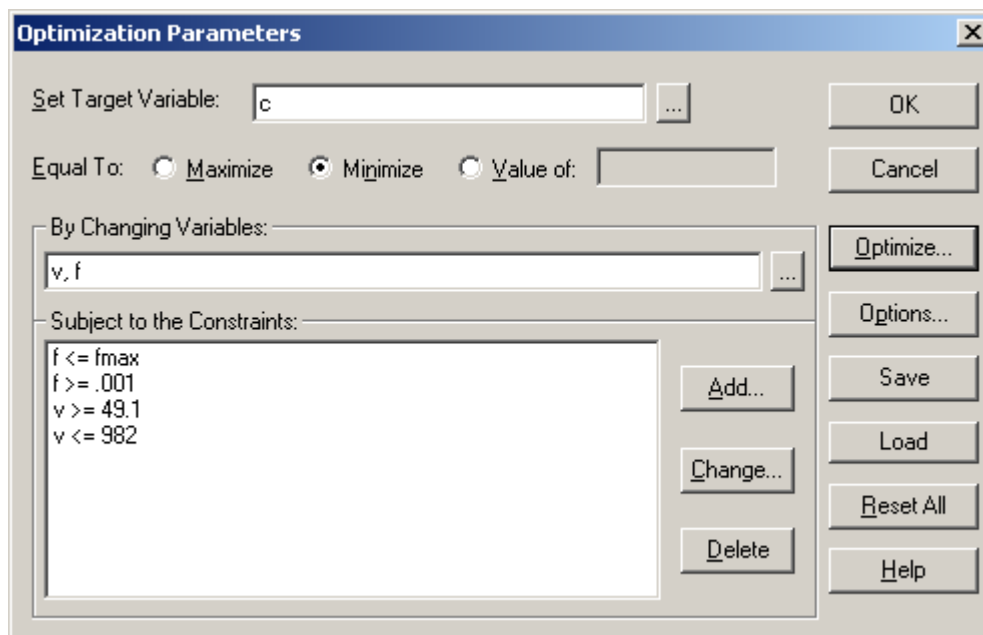 Optimization Parameters
Set Target Variable: c ... OK
Equal To: Maximize Minimize Value of: Cancel
By Changing Variables:
v, f ... Optimize...
Subject to the Constraints:
f <= fmax
f >= .001
v >= 49.1
v <= 982
Add...
Change...
Delete
Options...
Save
Load
Reset All
Help